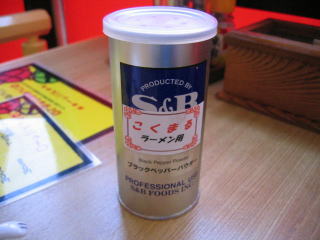 PRODUCED BY
S&B
こくまる
ラーメン用
Black Pepper Powder
ブラックペッパーパウダー
PROFESSIONAL USE
S&B FOODS INC.